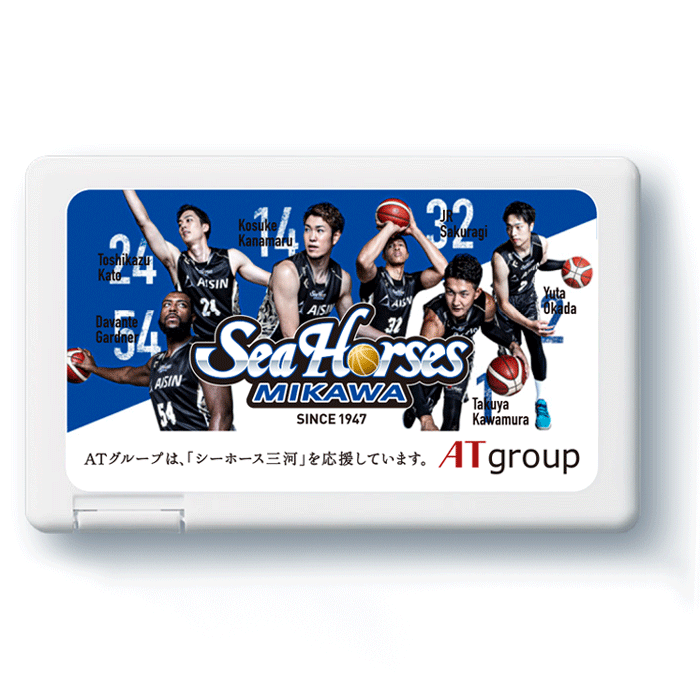 24
Toshikazu
Kato
14
Kosuke
Kanamaru
32
JR
Sakuragi
54
Davante
Gardner
2
Yuta
Okada
1
Takuya
Kawamura
AISIN
24
AISIN
32
AISIN
54
SeaHorses
MIKAWA
SINCE 1947
ATグループは、「シーホース三河」を応援しています。
ATgroup